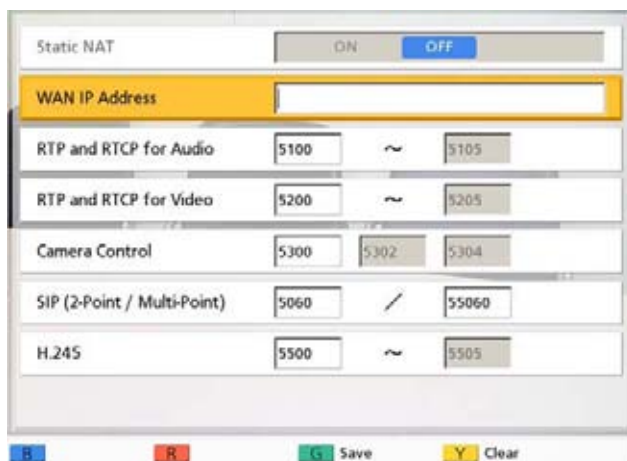 Static NAT ON OFF
WAN IP Address
RTP and RTCP for Audio 5100 ~ 5105
RTP and RTCP for Video 5200 ~ 5205
Camera Control 5300 5302 5304
SIP (2-Point / Multi-Point) 5060 / 55060
H.245 5500 ~ 5505
B R G Save Y Clear